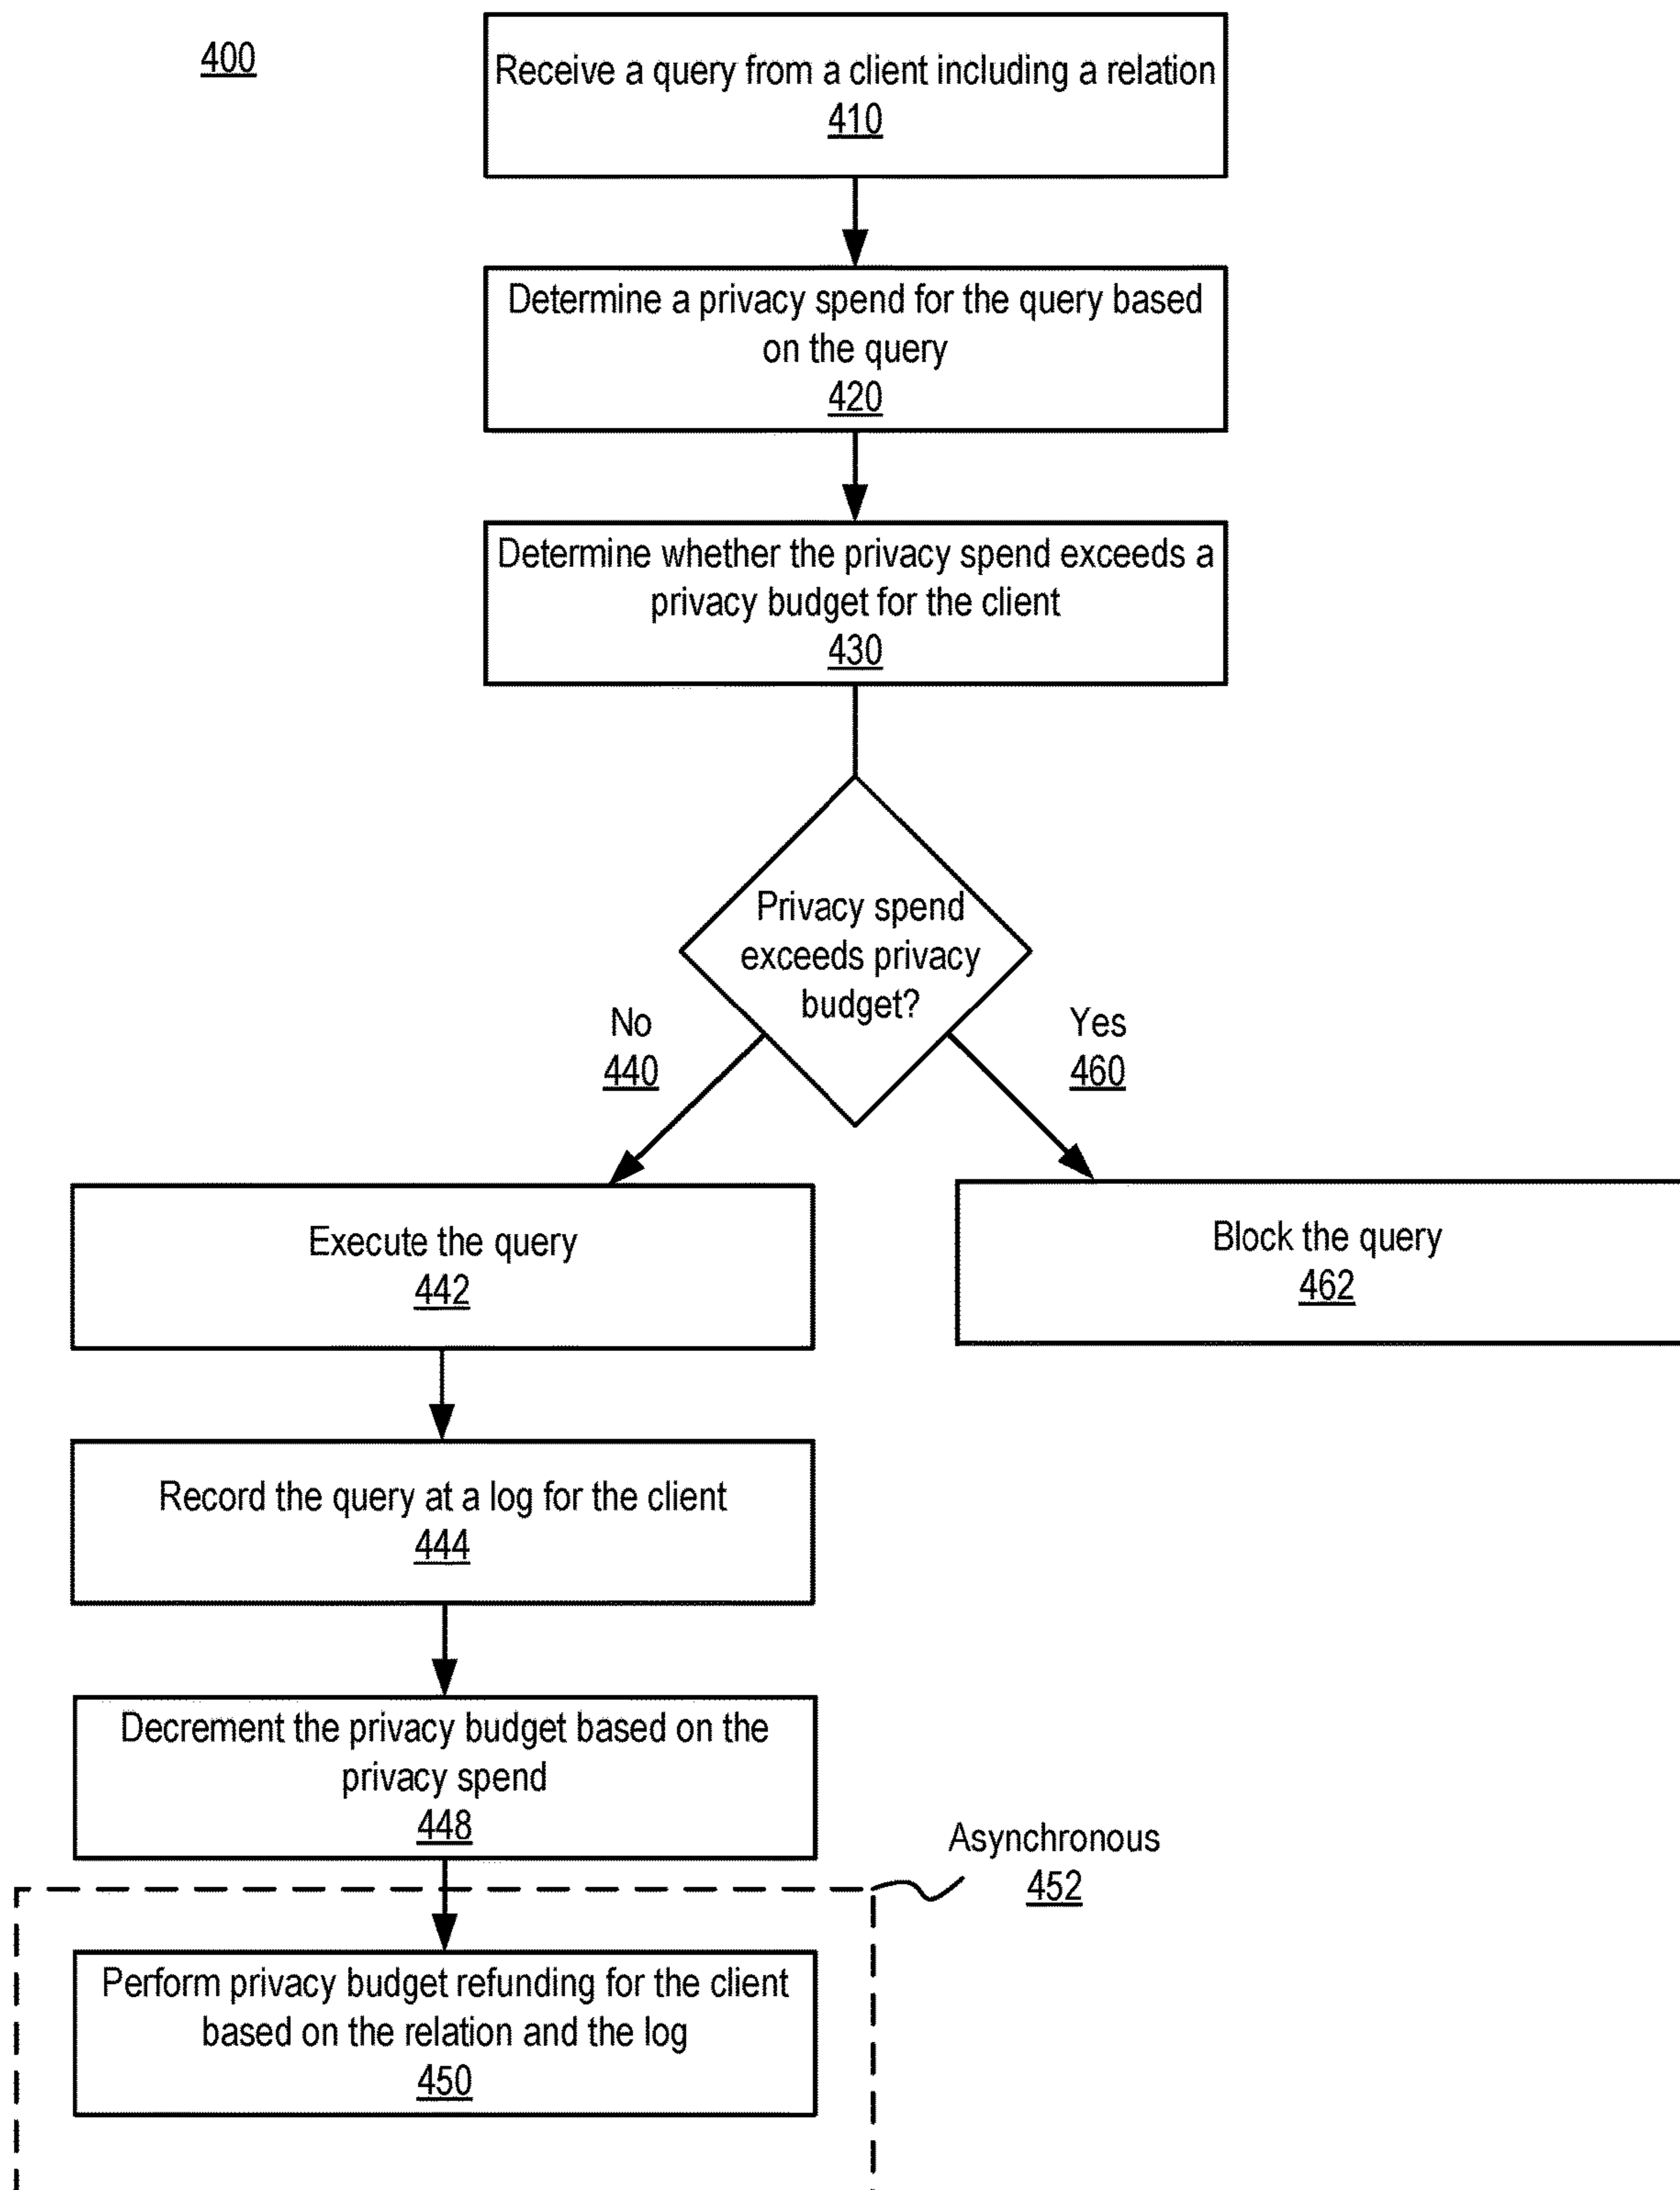 400
Receive a query from a client including a relation
410
Determine a privacy spend for the query based
on the query
420
Determine whether the privacy spend exceeds a
privacy budget for the client
430
Privacy spend
exceeds privacy
budget?
No
440
Yes
460
Execute the query
442
Block the query
462
Record the query at a log for the client
444
Decrement the privacy budget based on the
privacy spend
448
Asynchronous
452
Perform privacy budget refunding for the client
based on the relation and the log
450